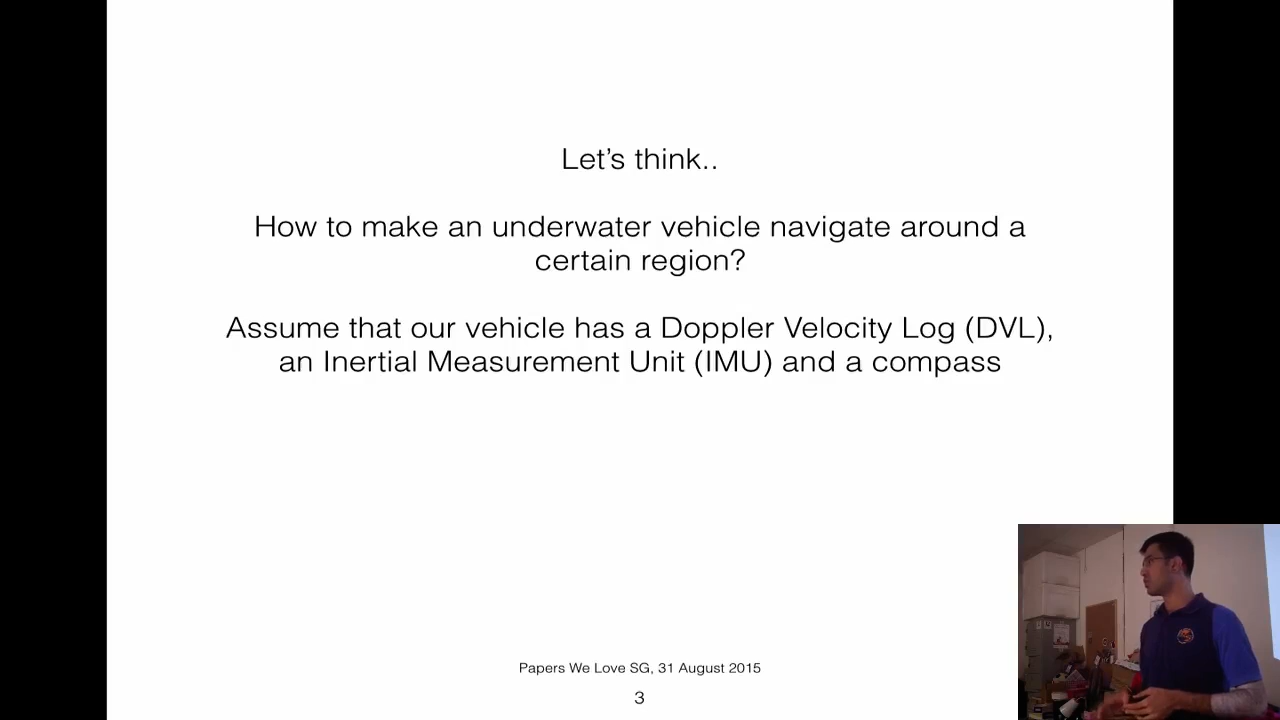 Let's think..
How to make an underwater vehicle navigate around a
certain region?
Assume that our vehicle has a Doppler Velocity Log (DVL),
an Inertial Measurement Unit (IMU) and a compass
Papers We Love SG, 31 August 2015
3